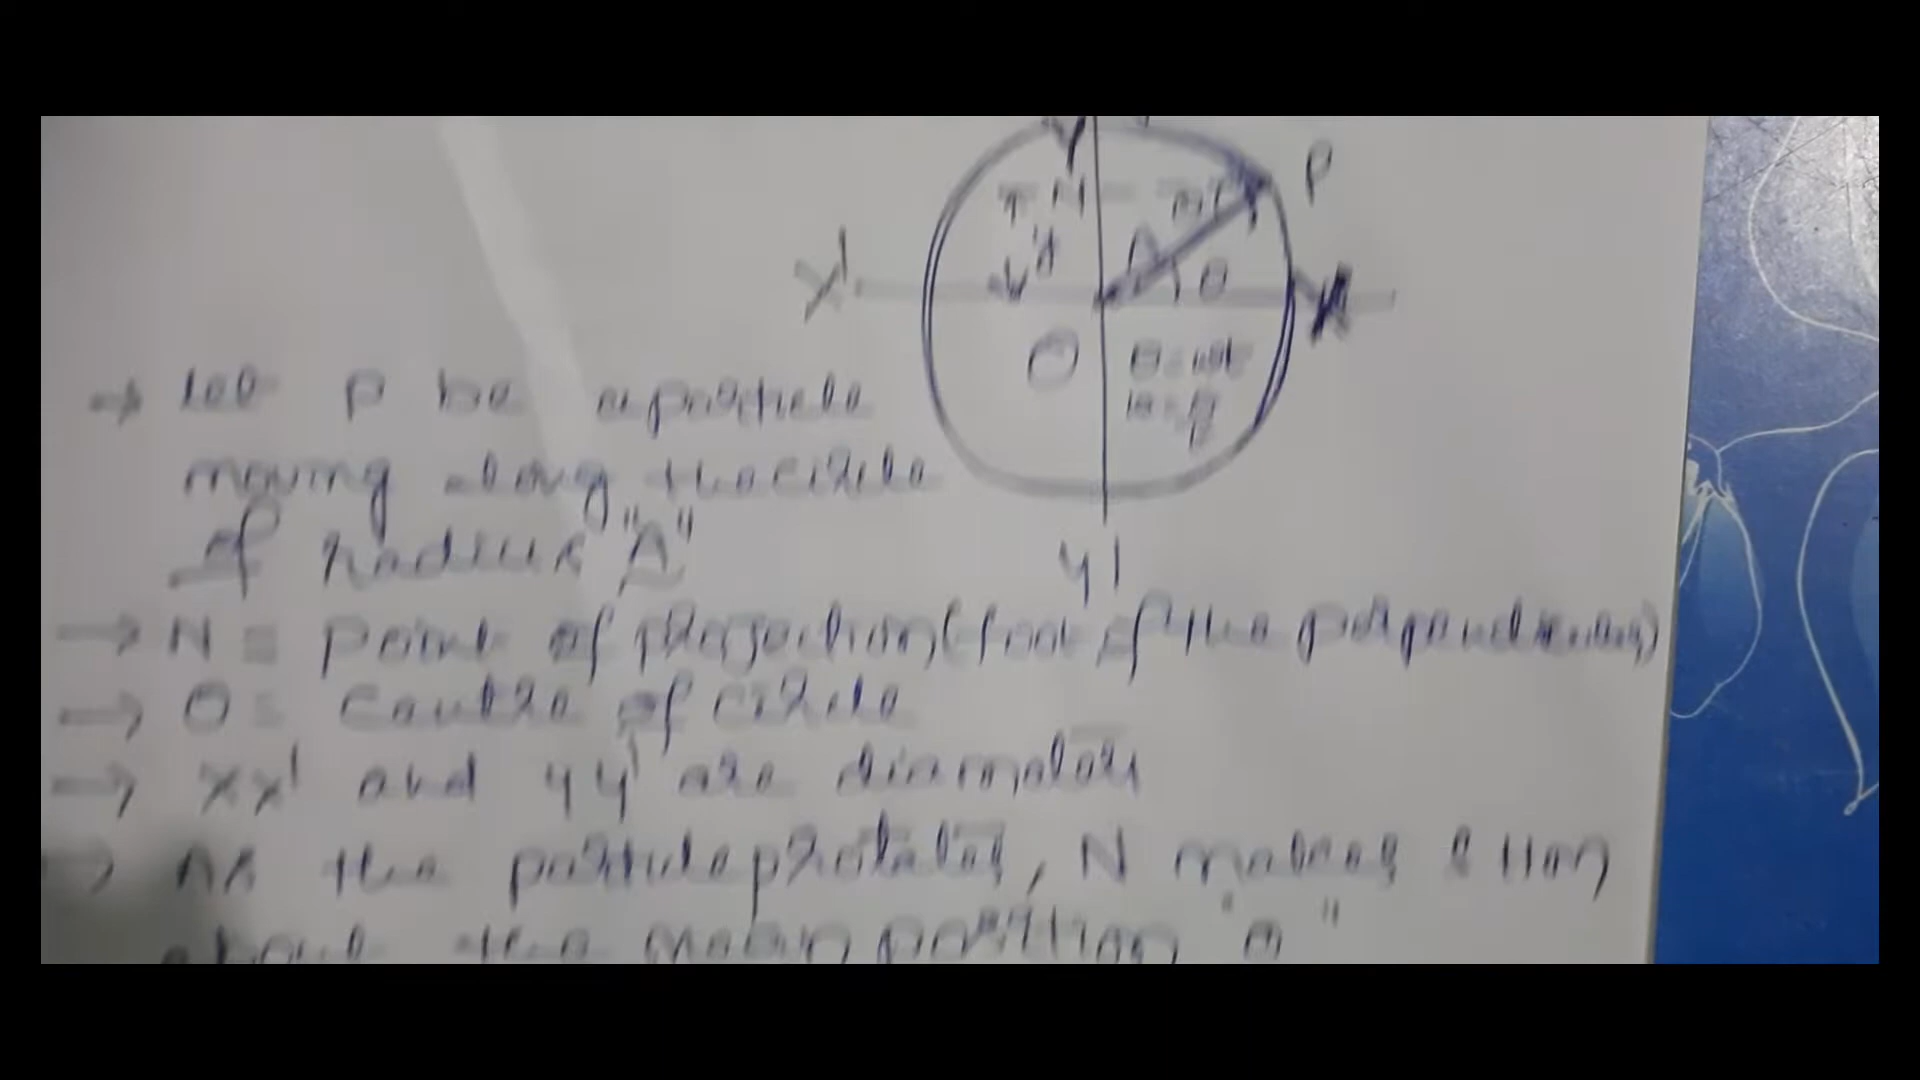 Y
P
N
y
A
θ
X'
X
O
θ = ωt
Y'
→ Let P be a particle
moving along the circle
of radius "A"
→ N = point of projection (foot of the perpendicular)
→ O = centre of circle
→ XX' and YY' are diameters
→ As the particle p rotates, N makes
about the mean position "O"